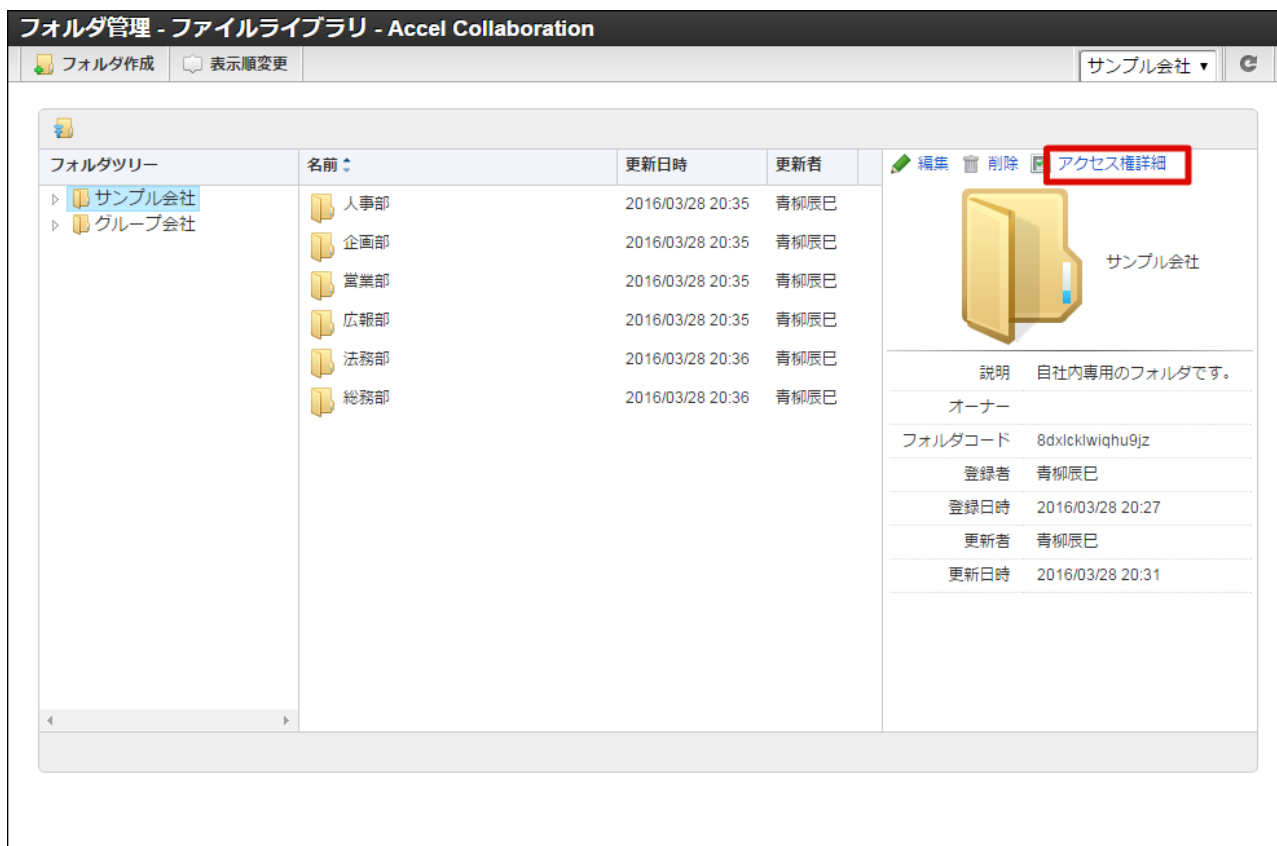 フォルダ管理 - ファイルライブラリ - Accel Collaboration
フォルダ作成 表示順変更 サンプル会社
フォルダツリー 名前 更新日時 更新者 編集 削除 アクセス権詳細
サンプル会社
グループ会社
人事部 2016/03/28 20:35 青柳辰巳
企画部 2016/03/28 20:35 青柳辰巳
営業部 2016/03/28 20:35 青柳辰巳
広報部 2016/03/28 20:35 青柳辰巳
法務部 2016/03/28 20:36 青柳辰巳
総務部 2016/03/28 20:36 青柳辰巳
サンプル会社
説明 自社内専用のフォルダです。
オーナー
フォルダコード 8dxlcklwiqhu9jz
登録者 青柳辰巳
登録日時 2016/03/28 20:27
更新者 青柳辰巳
更新日時 2016/03/28 20:31